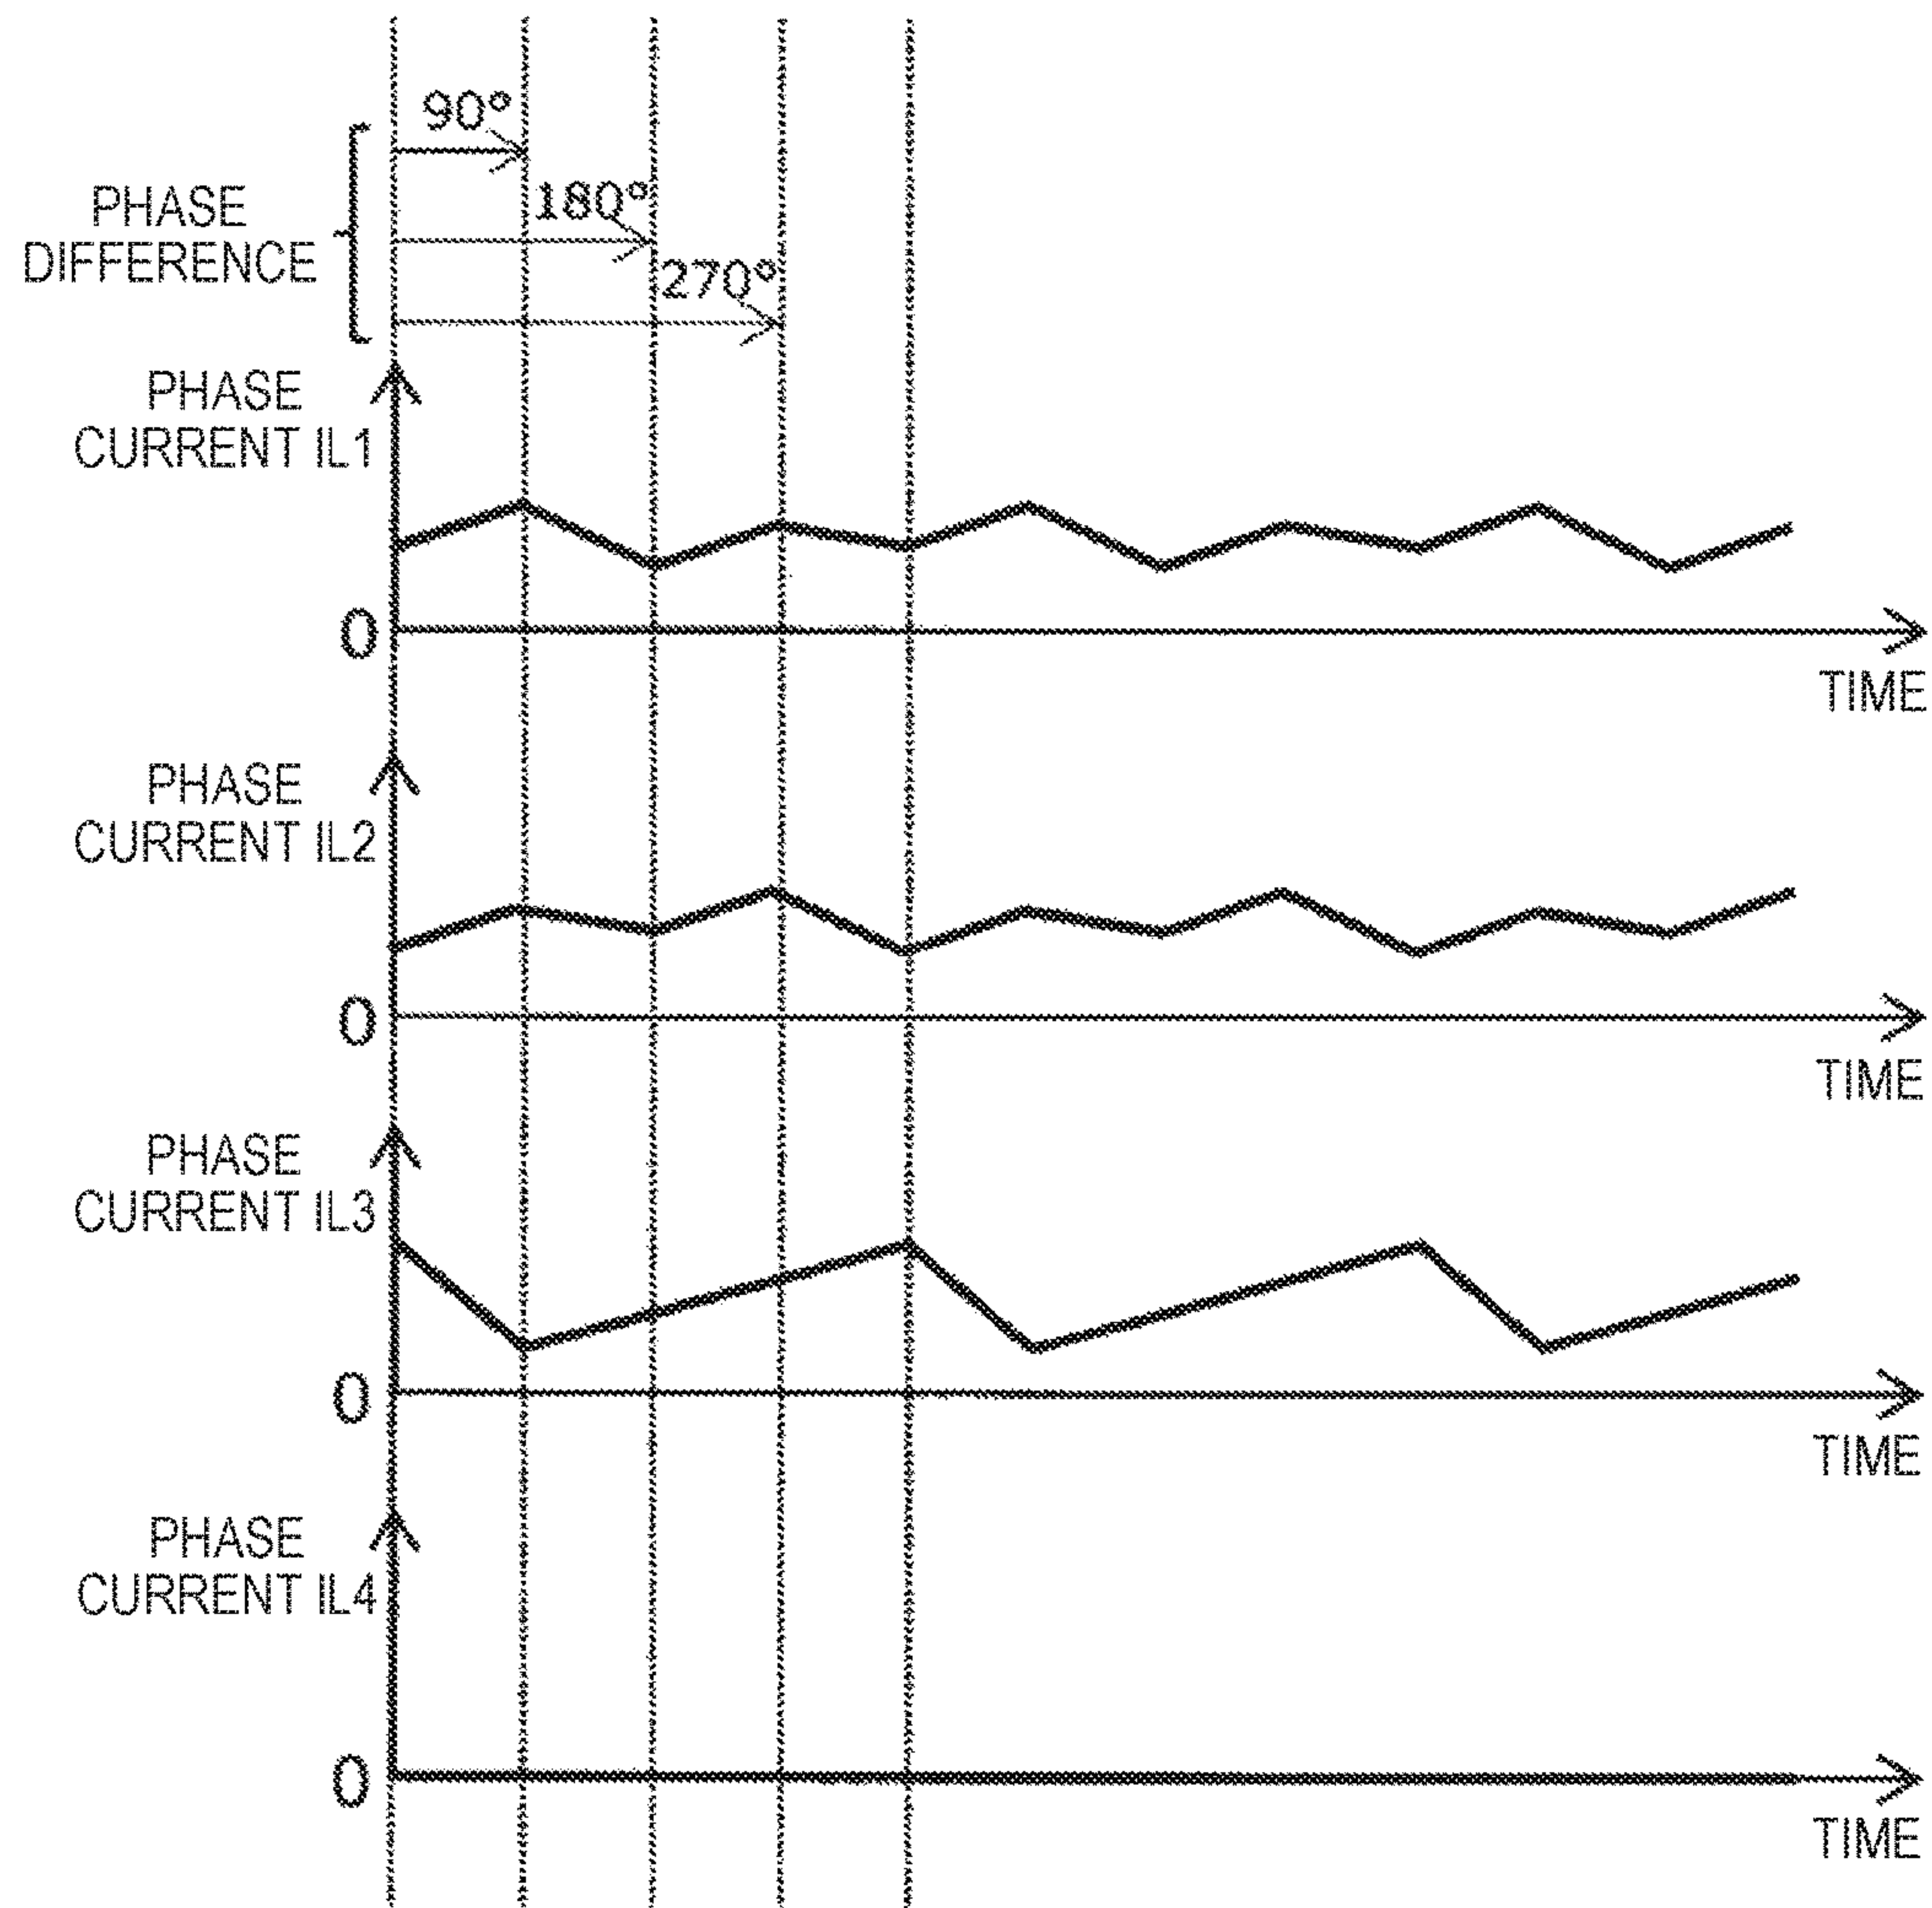 90°
180°
270°
PHASE
DIFFERENCE
PHASE
CURRENT IL1
0
TIME
PHASE
CURRENT IL2
0
TIME
PHASE
CURRENT IL3
0
TIME
PHASE
CURRENT IL4
0
TIME